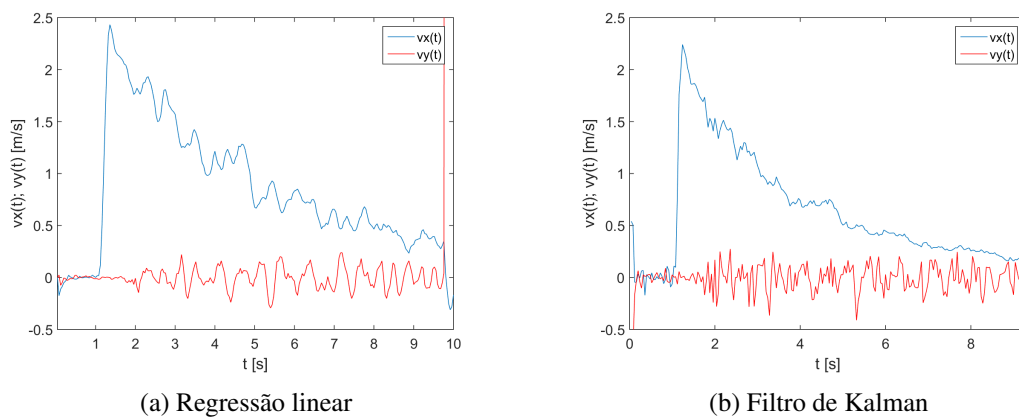 2.5
vx(t)
vy(t)
2
1.5
1
0.5
0
-0.5
vx(t); vy(t) [m/s]
1 2 3 4 5 6 7 8 9 10
t [s]
(a) Regressão linear
2.5
vx(t)
vy(t)
2
1.5
1
0.5
0
-0.5
vx(t); vy(t) [m/s]
0 2 4 6 8
t [s]
(b) Filtro de Kalman